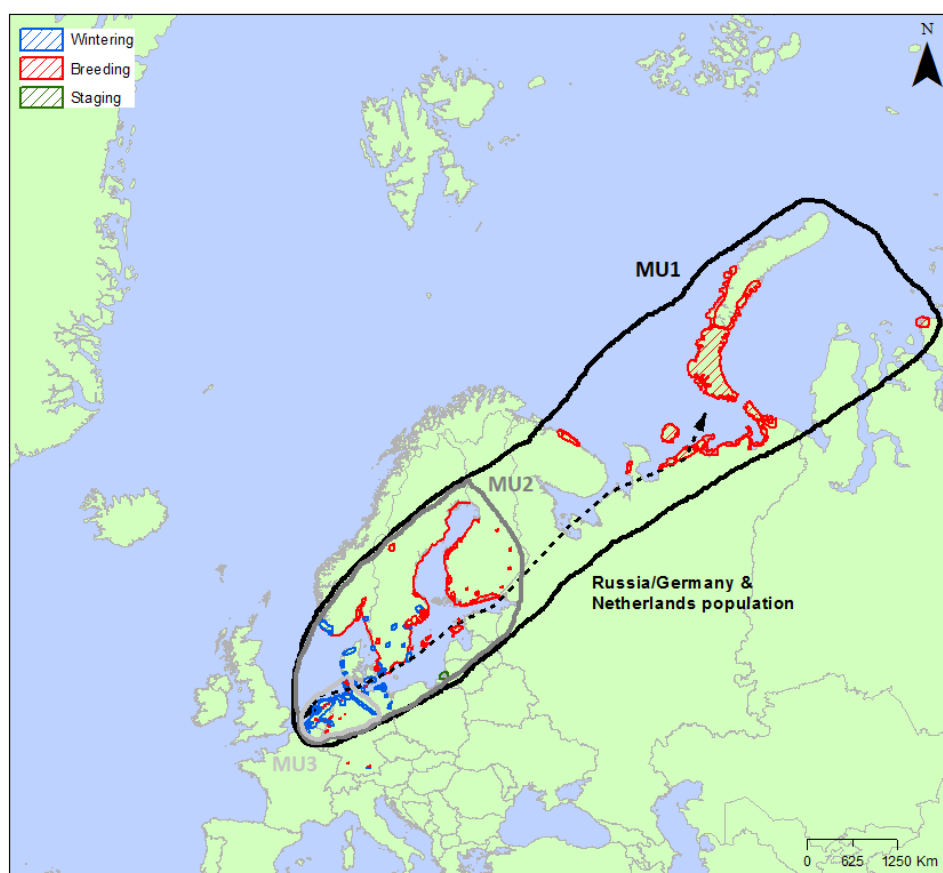 Wintering
Breeding
Staging
N
MU1
MU2
Russia/Germany &
Netherlands population
MU3
0 625 1250 Km